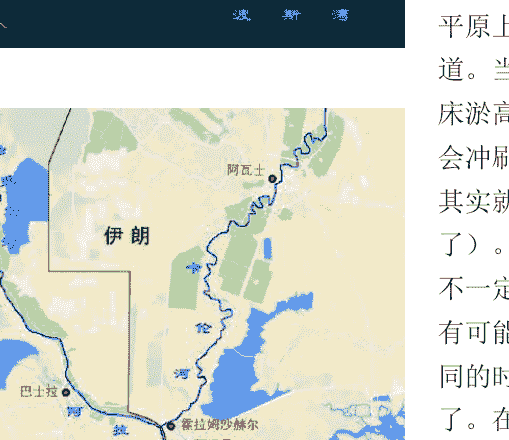 波 斯 湾
阿瓦士
伊朗
卡
伦
河
巴士拉
阿
拉
霍拉姆沙赫尔
平原上
道。当
床淤高
会冲刷
其实就
了）。
不一定
有可能
同的时
了。在